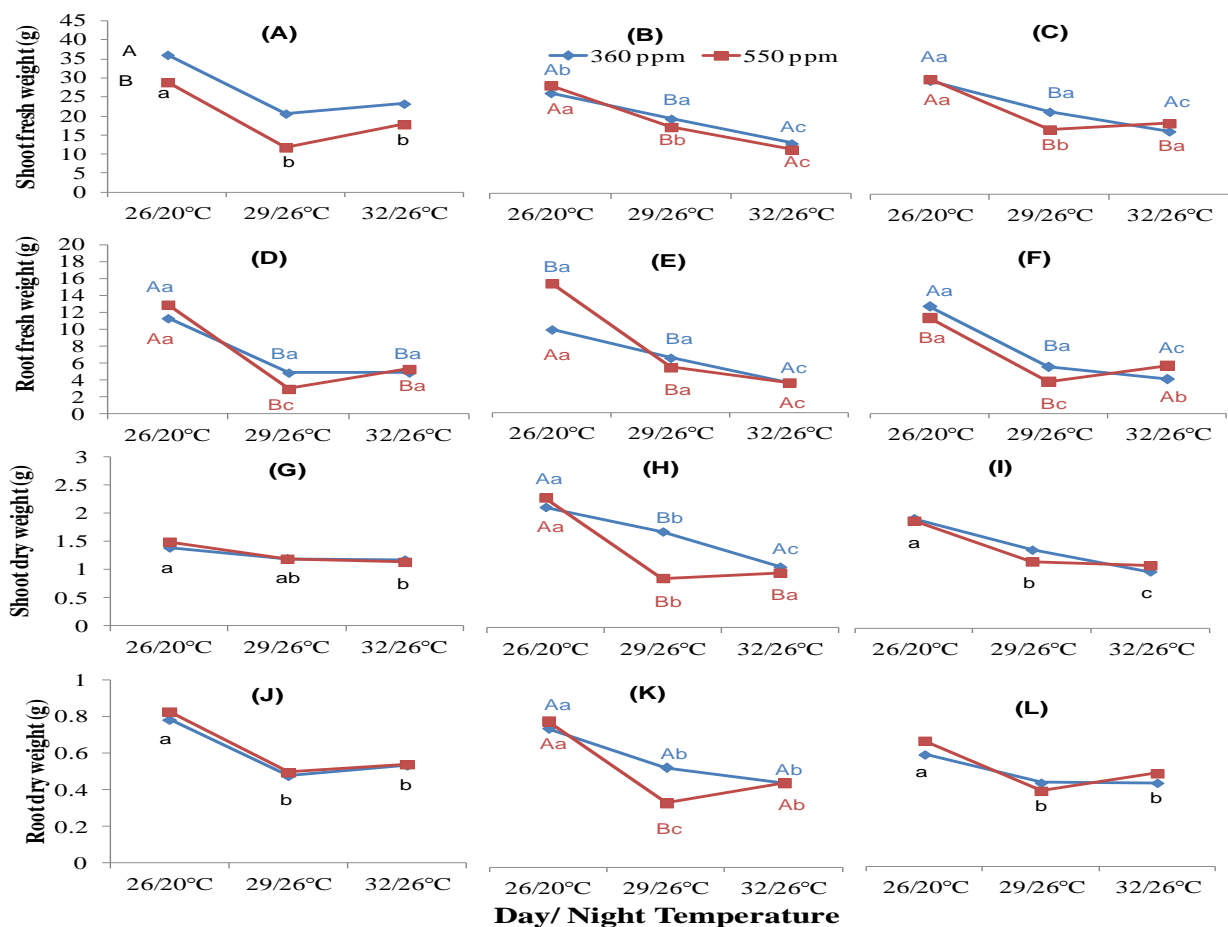 Shoot fresh weight (g)
45
40
35
30
25
20
15
10
5
0
(A)
A
B
a
b
b
26/20°C 29/26°C 32/26°C
(B)
360 ppm 550 ppm
Ab
Aa
Ba
Bb
Ac
Ac
26/20°C 29/26°C 32/26°C
(C)
Aa
Aa
Ba
Bb
Ac
Ba
26/20°C 29/26°C 32/26°C
Root fresh weight (g)
20
18
16
14
12
10
8
6
4
2
0
(D)
Aa
Aa
Ba
Bc
Ba
Ba
26/20°C 29/26°C 32/26°C
(E)
Ba
Aa
Ba
Ba
Ac
Ac
26/20°C 29/26°C 32/26°C
(F)
Aa
Ba
Ba
Bc
Ac
Ab
26/20°C 29/26°C 32/26°C
Shoot dry weight (g)
3
2.5
2
1.5
1
0.5
0
(G)
a
ab
b
26/20°C 29/26°C 32/26°C
(H)
Aa
Aa
Bb
Bb
Ac
Ba
26/20°C 29/26°C 32/26°C
(I)
a
b
c
26/20°C 29/26°C 32/26°C
Root dry weight (g)
1
0.8
0.6
0.4
0.2
0
(J)
a
b
b
26/20°C 29/26°C 32/26°C
(K)
Aa
Aa
Ab
Bc
Ab
Ab
26/20°C 29/26°C 32/26°C
(L)
a
b
b
26/20°C 29/26°C 32/26°C
Day/ Night Temperature